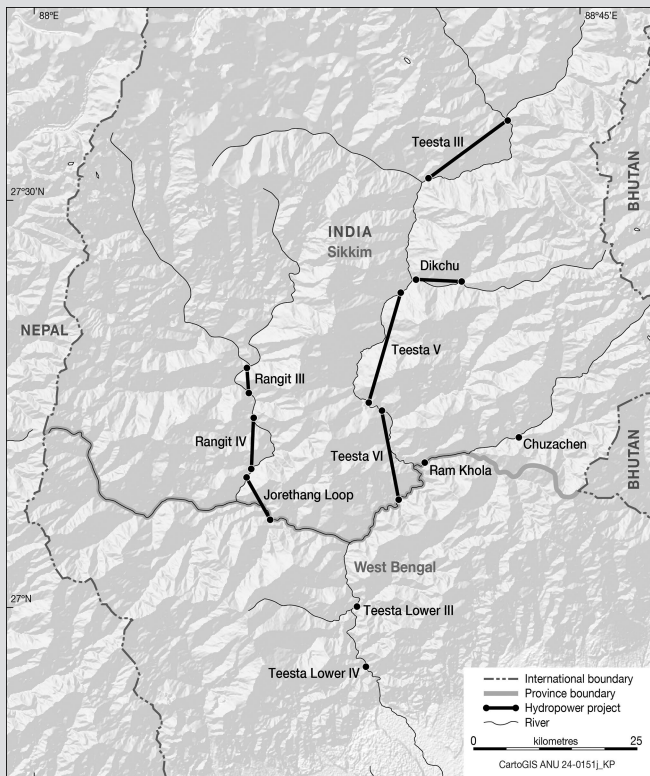 88°E
88°45'E
Teesta III
BHUTAN
27°30'N
INDIA
Sikkim
Dikchu
NEPAL
Teesta V
Rangit III
Rangit IV
Teesta VI
Chuzachen
BHUTAN
Ram Khola
Jorethang Loop
West Bengal
27°N
Teesta Lower III
Teesta Lower IV
International boundary
Province boundary
Hydropower project
River
0 kilometres 25
CartoGIS ANU 24-0151j_KP